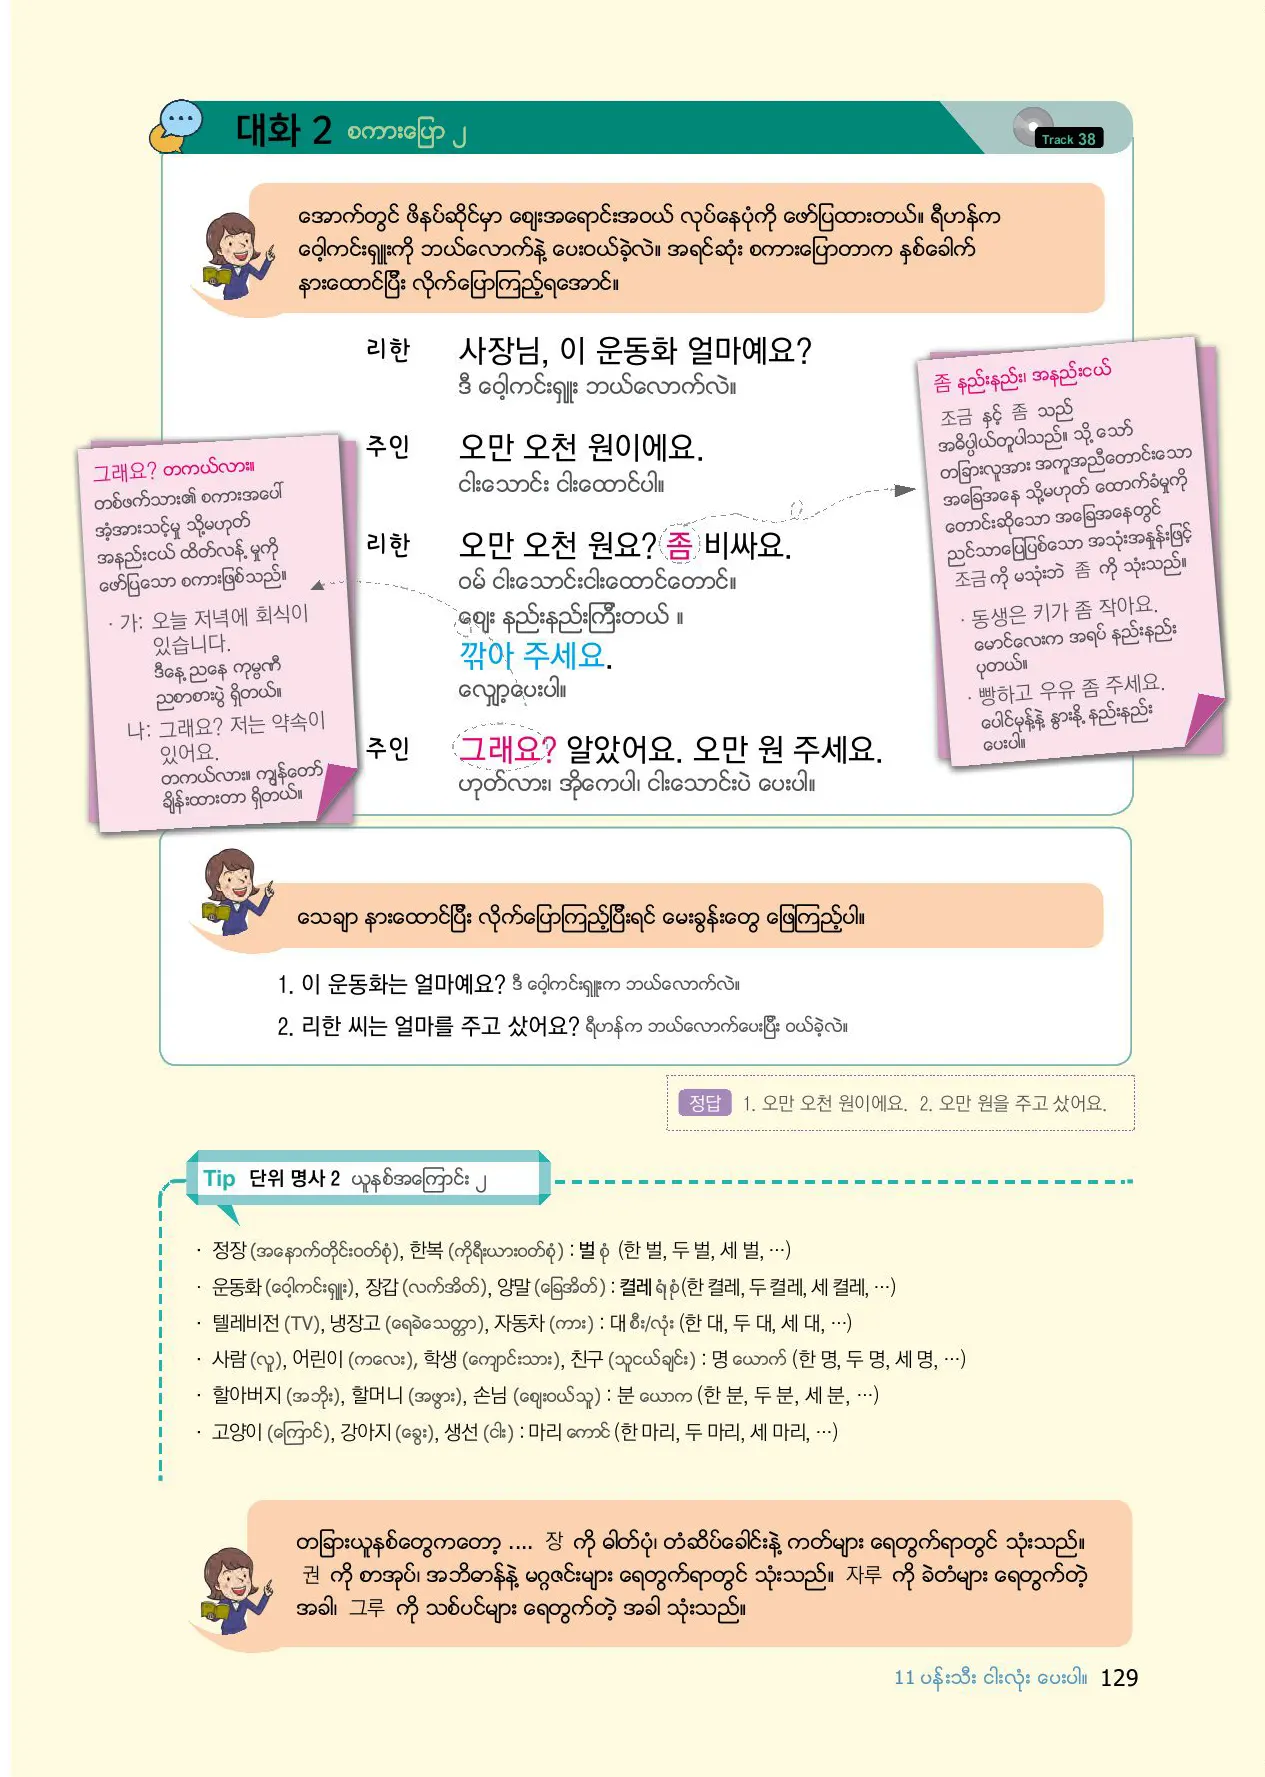 대화 2 စကားပြော ၂
Track 38
အောက်တွင် ဖိနပ်ဆိုင်မှာ ဈေးအရောင်းအဝယ် လုပ်နေပုံကို ဖော်ပြထားတယ်။ ရီဟန်က
ဝေါ့ကင်းရှူးကို ဘယ်လောက်နဲ့ ပေးဝယ်ခဲ့လဲ။ အရင်ဆုံး စကားပြောတာက နှစ်ခေါက်
နားထောင်ပြီး လိုက်ပြောကြည့်ရအောင်။
리한 사장님, 이 운동화 얼마예요?
ဒီ ဝေါ့ကင်းရှူး ဘယ်လောက်လဲ။
주인 오만 오천 원이에요.
ငါးသောင်း ငါးထောင်ပါ။
리한 오만 오천 원요? 좀 비싸요.
ဝမ် ငါးသောင်းငါးထောင်တောင်။
ဈေး နည်းနည်းကြီးတယ် ။
깎아 주세요.
လျှော့ပေးပါ။
주인 그래요? 알았어요. 오만 원 주세요.
ဟုတ်လား၊ အိုကေပါ၊ ငါးသောင်းပဲ ပေးပါ။
그래요? တကယ်လား။
တစ်ဖက်သား၏ စကားအပေါ်
အံ့အားသင့်မှု သို့မဟုတ်
အနည်းငယ် ထိတ်လန့် မှုကို
ဖော်ပြသော စကားဖြစ်သည်။
· 가: 오늘 저녁에 회식이
있습니다.
ဒီနေ့ ညနေ ကုမ္ပဏီ
ညစာစားပွဲ ရှိတယ်။
나: 그래요? 저는 약속이
있어요.
တကယ်လား။ ကျွန်တော်
ချိန်းထားတာ ရှိတယ်။
좀 နည်းနည်း၊ အနည်းငယ်
조금 နှင့် 좀 သည်
အဓိပ္ပါယ်တူပါသည်။ သို့ သော်
တခြားလူအား အကူအညီတောင်းသော
အခြေအနေ သို့မဟုတ် ထောက်ခံမှုကို
တောင်းဆိုသော အခြေအနေတွင်
ညင်သာပြေပြစ်သော အသုံးအနှုန်းဖြင့်
조금 ကို မသုံးဘဲ 좀 ကို သုံးသည်။
· 동생은 키가 좀 작아요.
မောင်လေးက အရပ် နည်းနည်း
ပုတယ်။
· 빵하고 우유 좀 주세요.
ပေါင်မုန့်နဲ့ နွားနို့ နည်းနည်း
ပေးပါ။
သေချာ နားထောင်ပြီး လိုက်ပြောကြည့်ပြီးရင် မေးခွန်းတွေ ဖြေကြည့်ပါ။
1. 이 운동화는 얼마예요? ဒီ ဝေါ့ကင်းရှူးက ဘယ်လောက်လဲ။
2. 리한 씨는 얼마를 주고 샀어요? ရီဟန်က ဘယ်လောက်ပေးပြီး ဝယ်ခဲ့လဲ။
정답 1. 오만 오천 원이에요. 2. 오만 원을 주고 샀어요.
Tip 단위 명사 2 ယူနစ်အကြောင်း ၂
· 정장 (အနောက်တိုင်းဝတ်စုံ), 한복 (ကိုရီးယားဝတ်စုံ) : 벌 စုံ (한 벌, 두 벌, 세 벌, …)
· 운동화 (ဝေါ့ကင်းရှူး), 장갑 (လက်အိတ်), 양말 (ခြေအိတ်) : 켤레 ရံ စုံ (한 켤레, 두 켤레, 세 켤레, …)
· 텔레비전 (TV), 냉장고 (ရေခဲသေတ္တာ), 자동차 (ကား) : 대 စီး/လုံး (한 대, 두 대, 세 대, …)
· 사람 (လူ), 어린이 (ကလေး), 학생 (ကျောင်းသား), 친구 (သူငယ်ချင်း) : 명 ယောက် (한 명, 두 명, 세 명, …)
· 할아버지 (အဘိုး), 할머니 (အဖွား), 손님 (ဈေးဝယ်သူ) : 분 ယောက (한 분, 두 분, 세 분, …)
· 고양이 (ကြောင်), 강아지 (ခွေး), 생선 (ငါး) : 마리 ကောင် (한 마리, 두 마리, 세 마리, …)
တခြားယူနစ်တွေကတော့ .... 장 ကို ဓါတ်ပုံ၊ တံဆိပ်ခေါင်းနဲ့ ကတ်များ ရေတွက်ရာတွင် သုံးသည်။
권 ကို စာအုပ်၊ အဘိဓာန်နဲ့ မဂ္ဂဇင်းများ ရေတွက်ရာတွင် သုံးသည်။ 자루 ကို ခဲတံများ ရေတွက်တဲ့
အခါ၊ 그루 ကို သစ်ပင်များ ရေတွက်တဲ့ အခါ သုံးသည်။
11 ပန်းသီး ငါးလုံး ပေးပါ။ 129